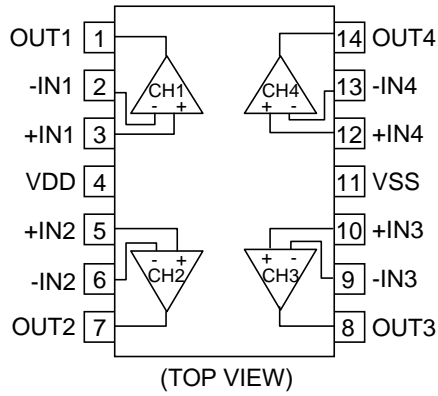 OUT1 1 14 OUT4
-IN1 2 CH1 CH4 13 -IN4
- + + -
+IN1 3 12 +IN4
VDD 4 11 VSS
+IN2 5 10 +IN3
- + + -
-IN2 6 CH2 CH3 9 -IN3
OUT2 7 8 OUT3
(TOP VIEW)